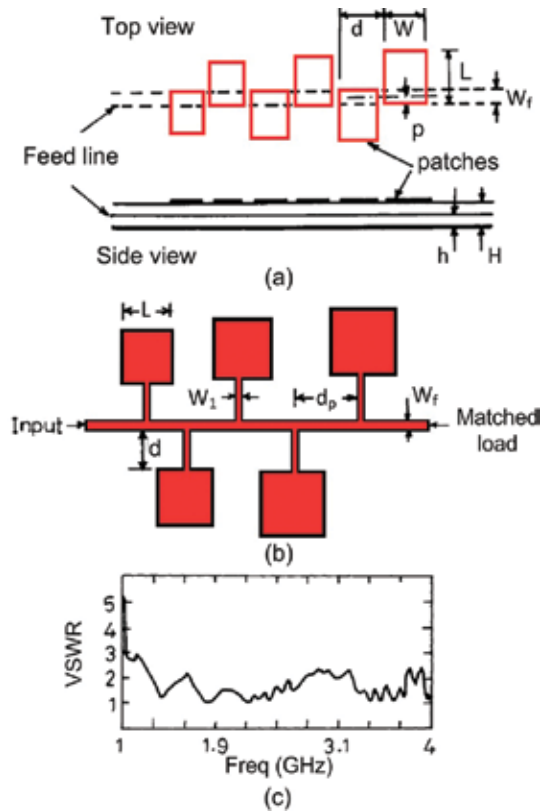 Top view
d
W
L
Wf
p
Feed line
patches
Side view
h
H
(a)
L
W1
dp
Wf
Input
Matched
load
d
(b)
VSWR
5
4
3
2
1
1
1.9
3.1
4
Freq (GHz)
(c)